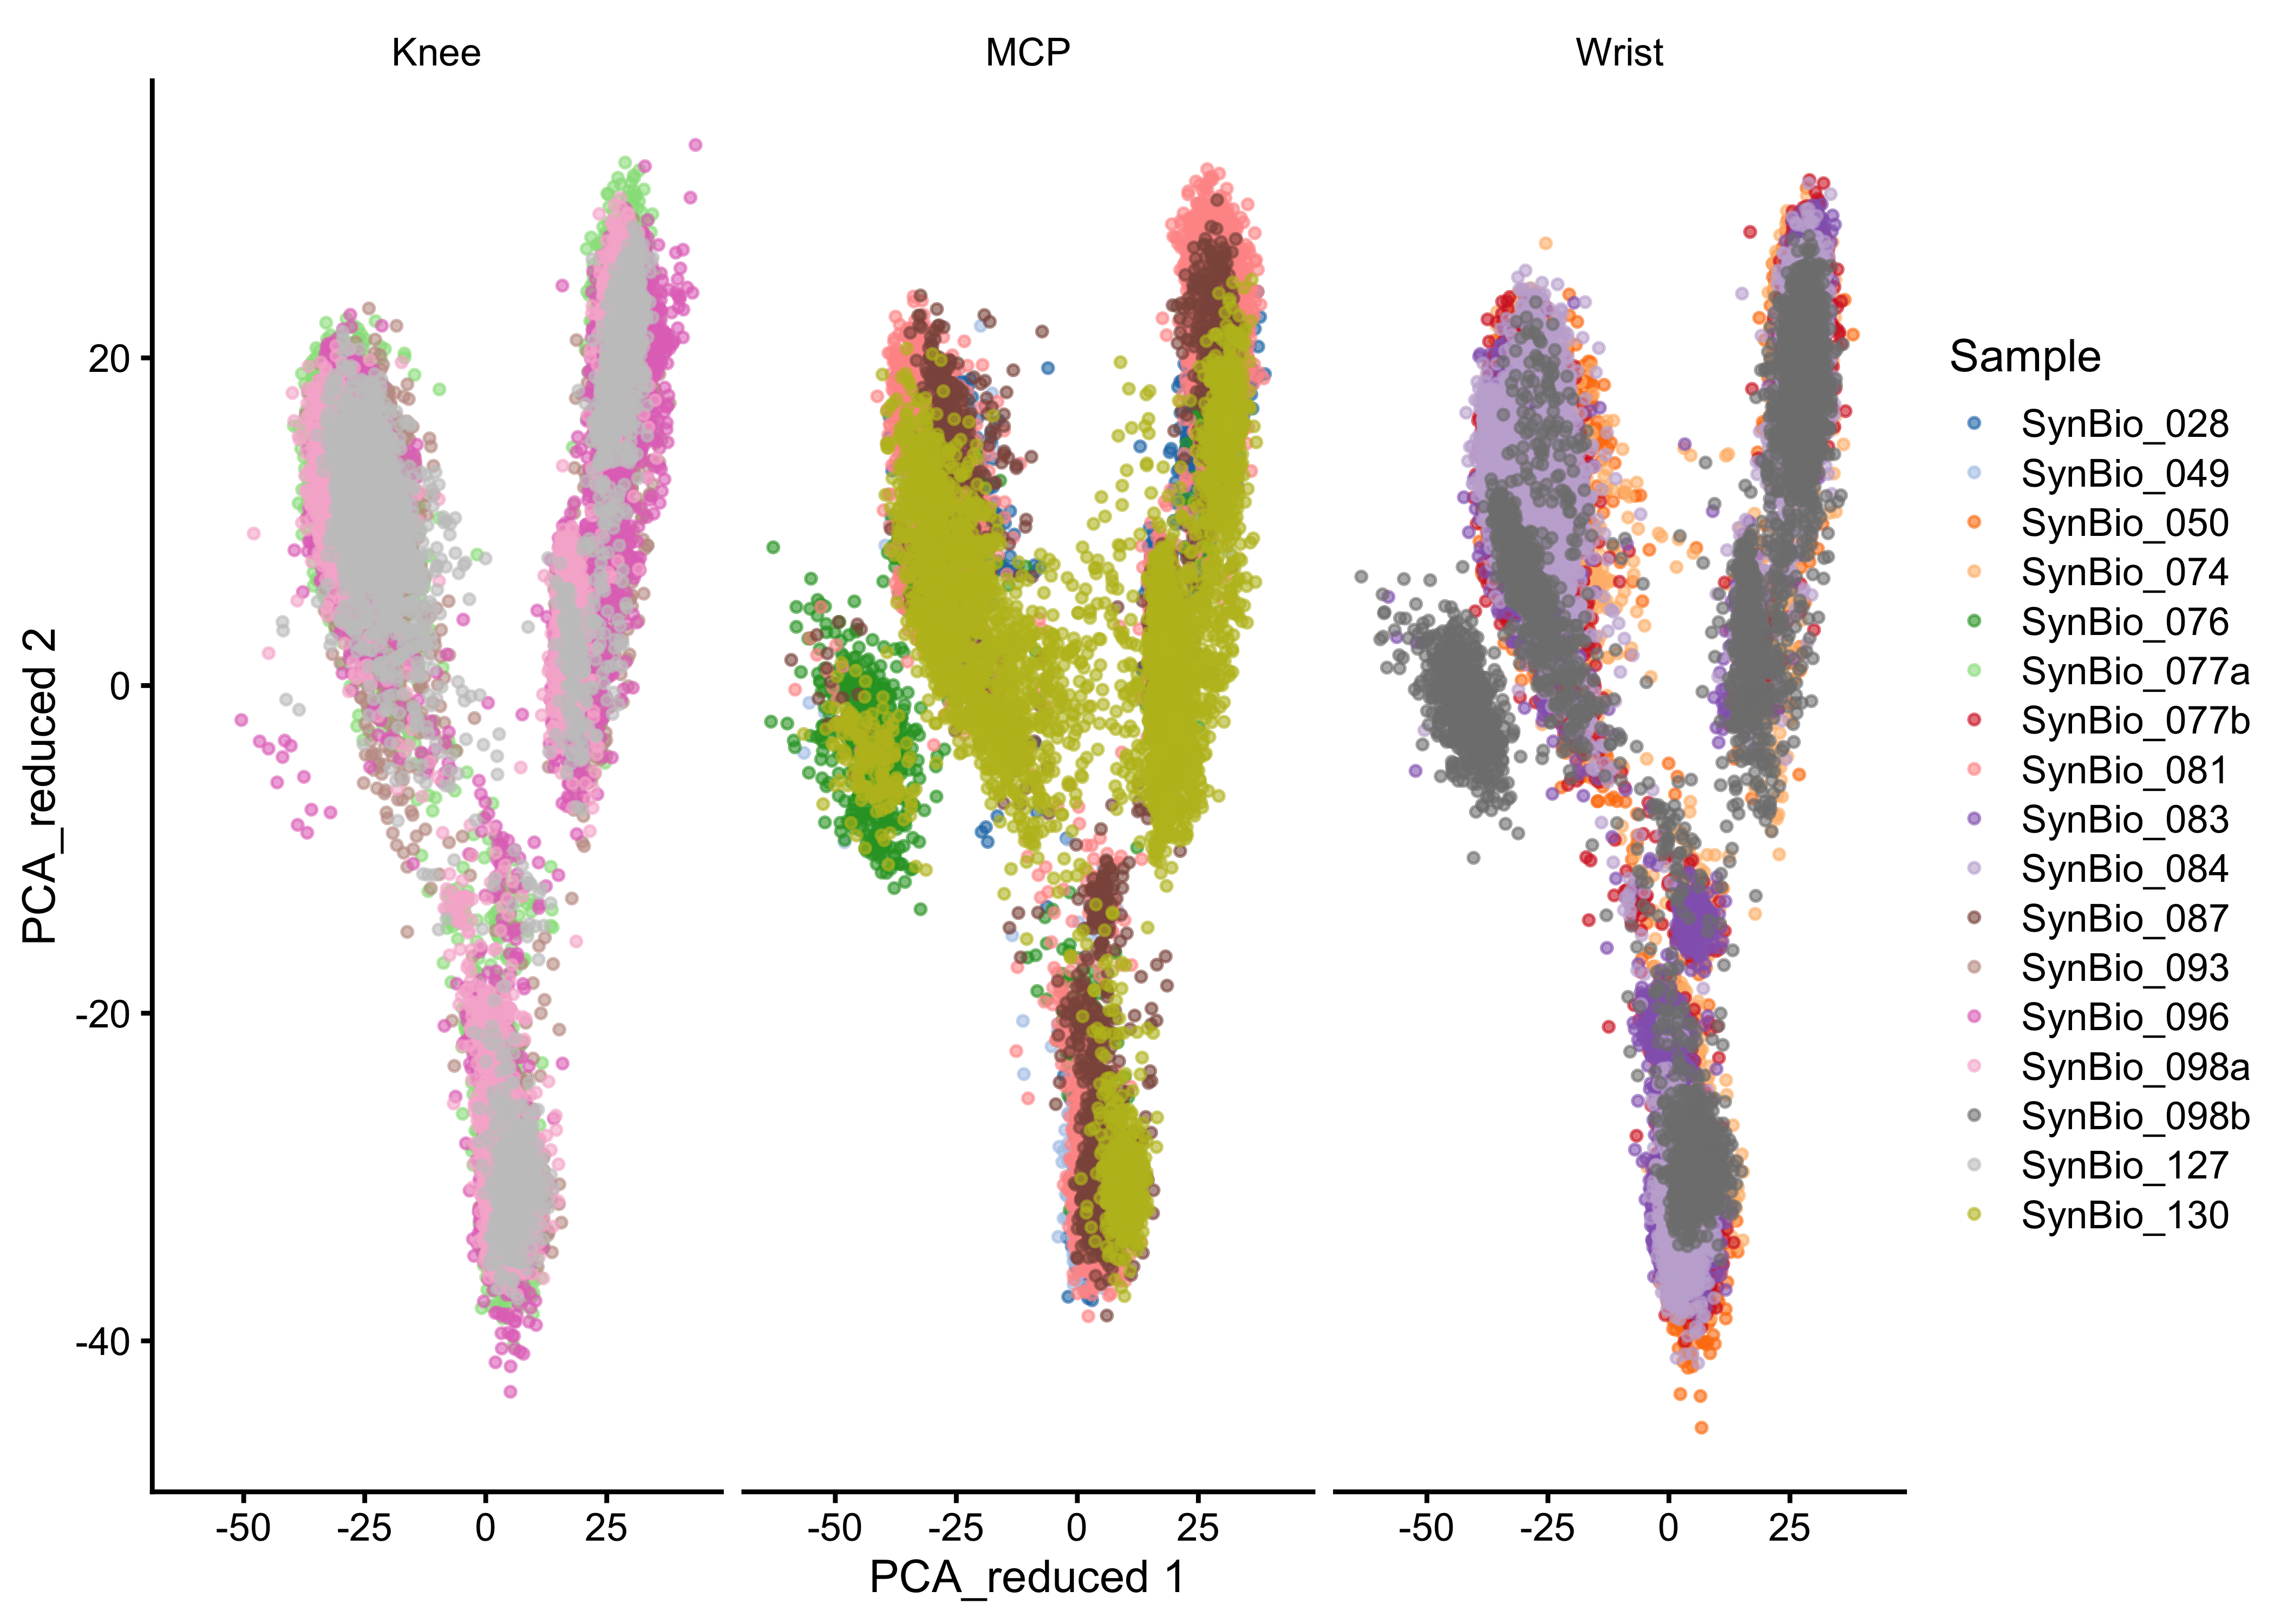 Knee MCP Wrist
20
0
-20
-40
PCA_reduced 2
-50 -25 0 25 -50 -25 0 25 -50 -25 0 25
PCA_reduced 1
Sample
SynBio_028
SynBio_049
SynBio_050
SynBio_074
SynBio_076
SynBio_077a
SynBio_077b
SynBio_081
SynBio_083
SynBio_084
SynBio_087
SynBio_093
SynBio_096
SynBio_098a
SynBio_098b
SynBio_127
SynBio_130